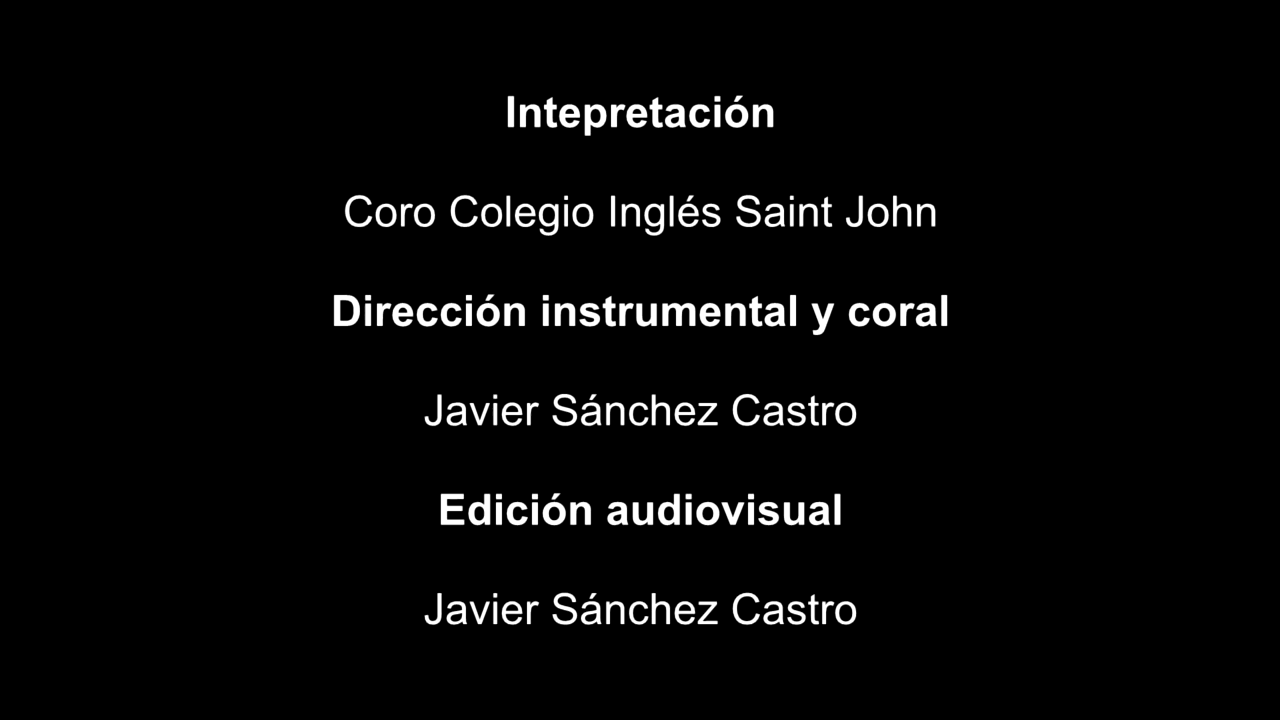 Intepretación
Coro Colegio Inglés Saint John
Dirección instrumental y coral
Javier Sánchez Castro
Edición audiovisual
Javier Sánchez Castro